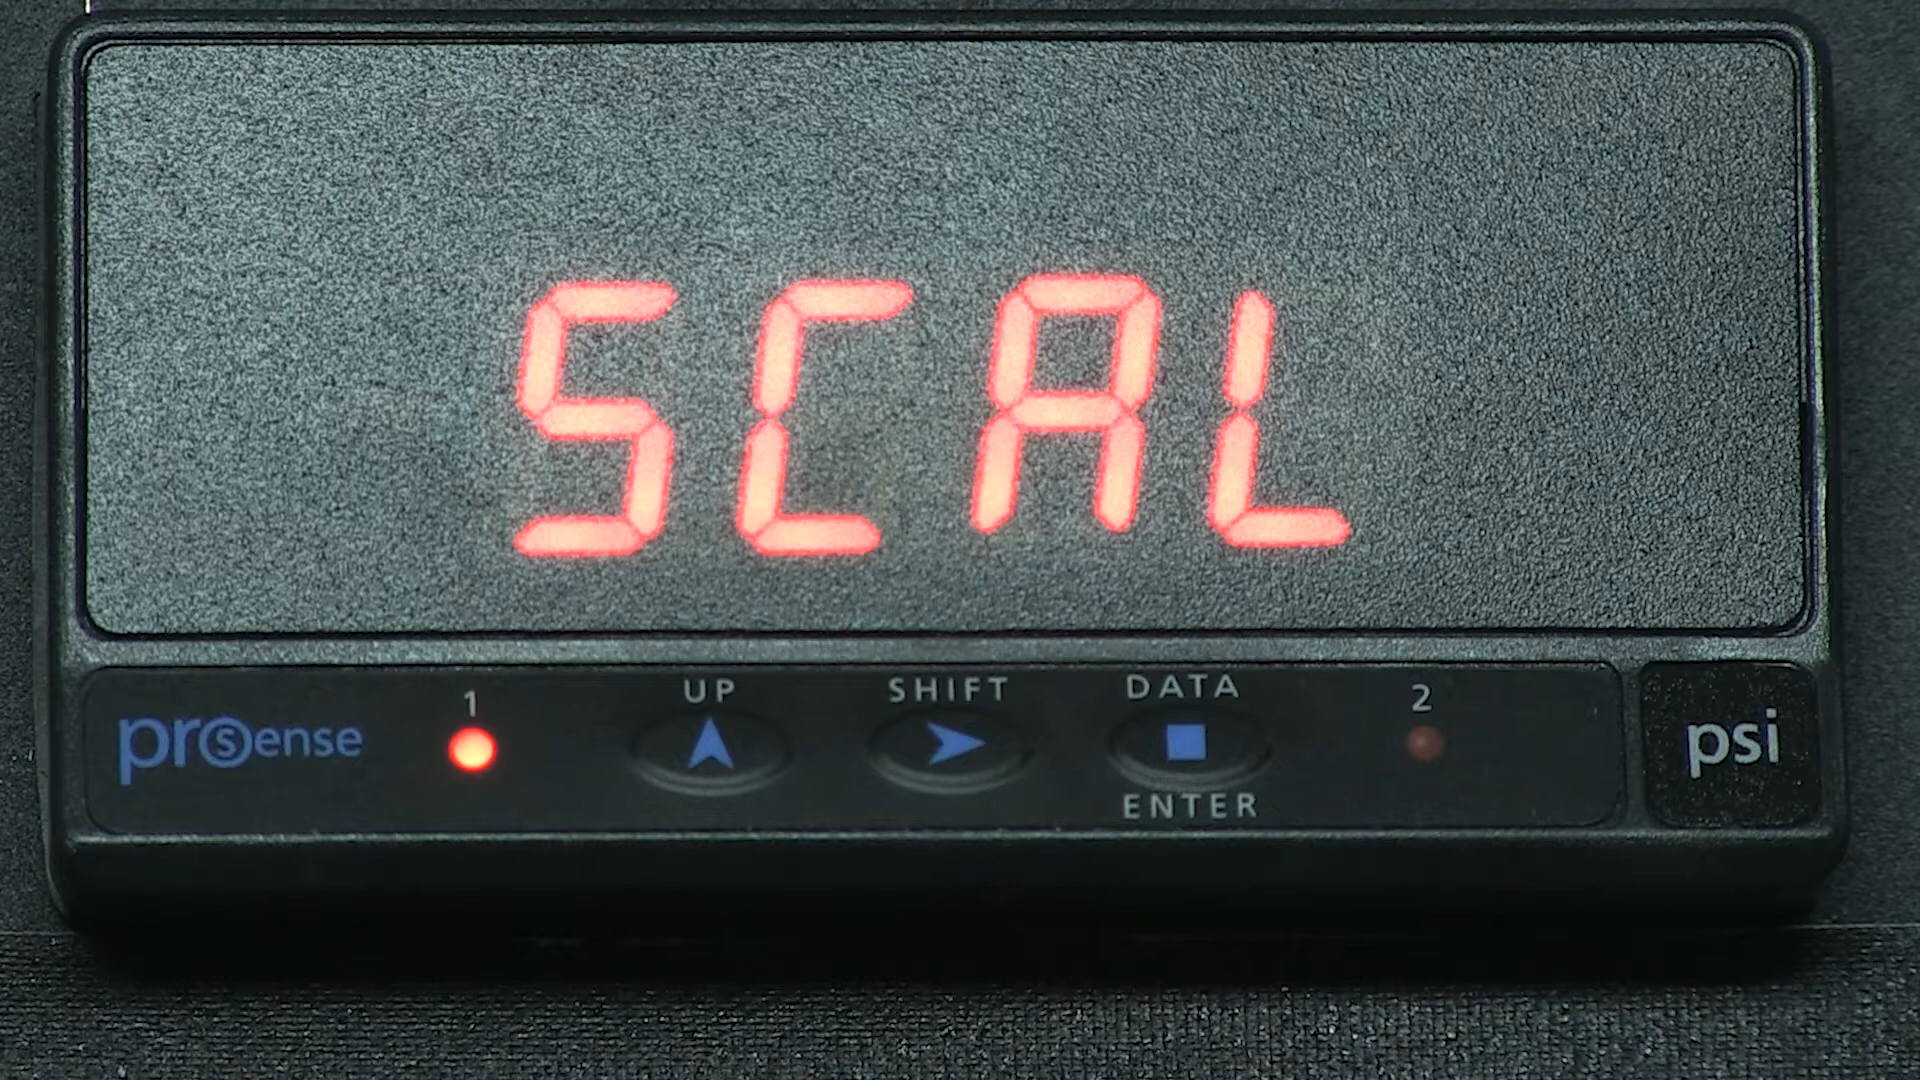 SCAL
prosense
1
UP
SHIFT
DATA
ENTER
2
psi